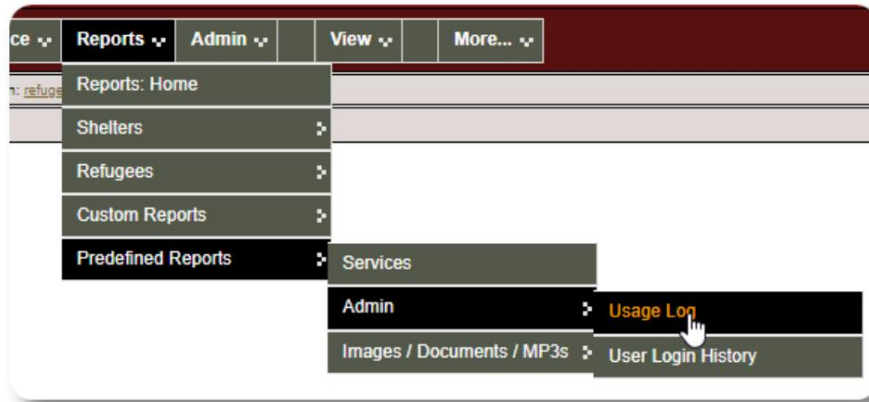 ce Reports Admin View More...
n: refuge
Reports: Home
Shelters
Refugees
Custom Reports
Predefined Reports
Services
Admin
Images / Documents / MP3s
Usage Log
User Login History